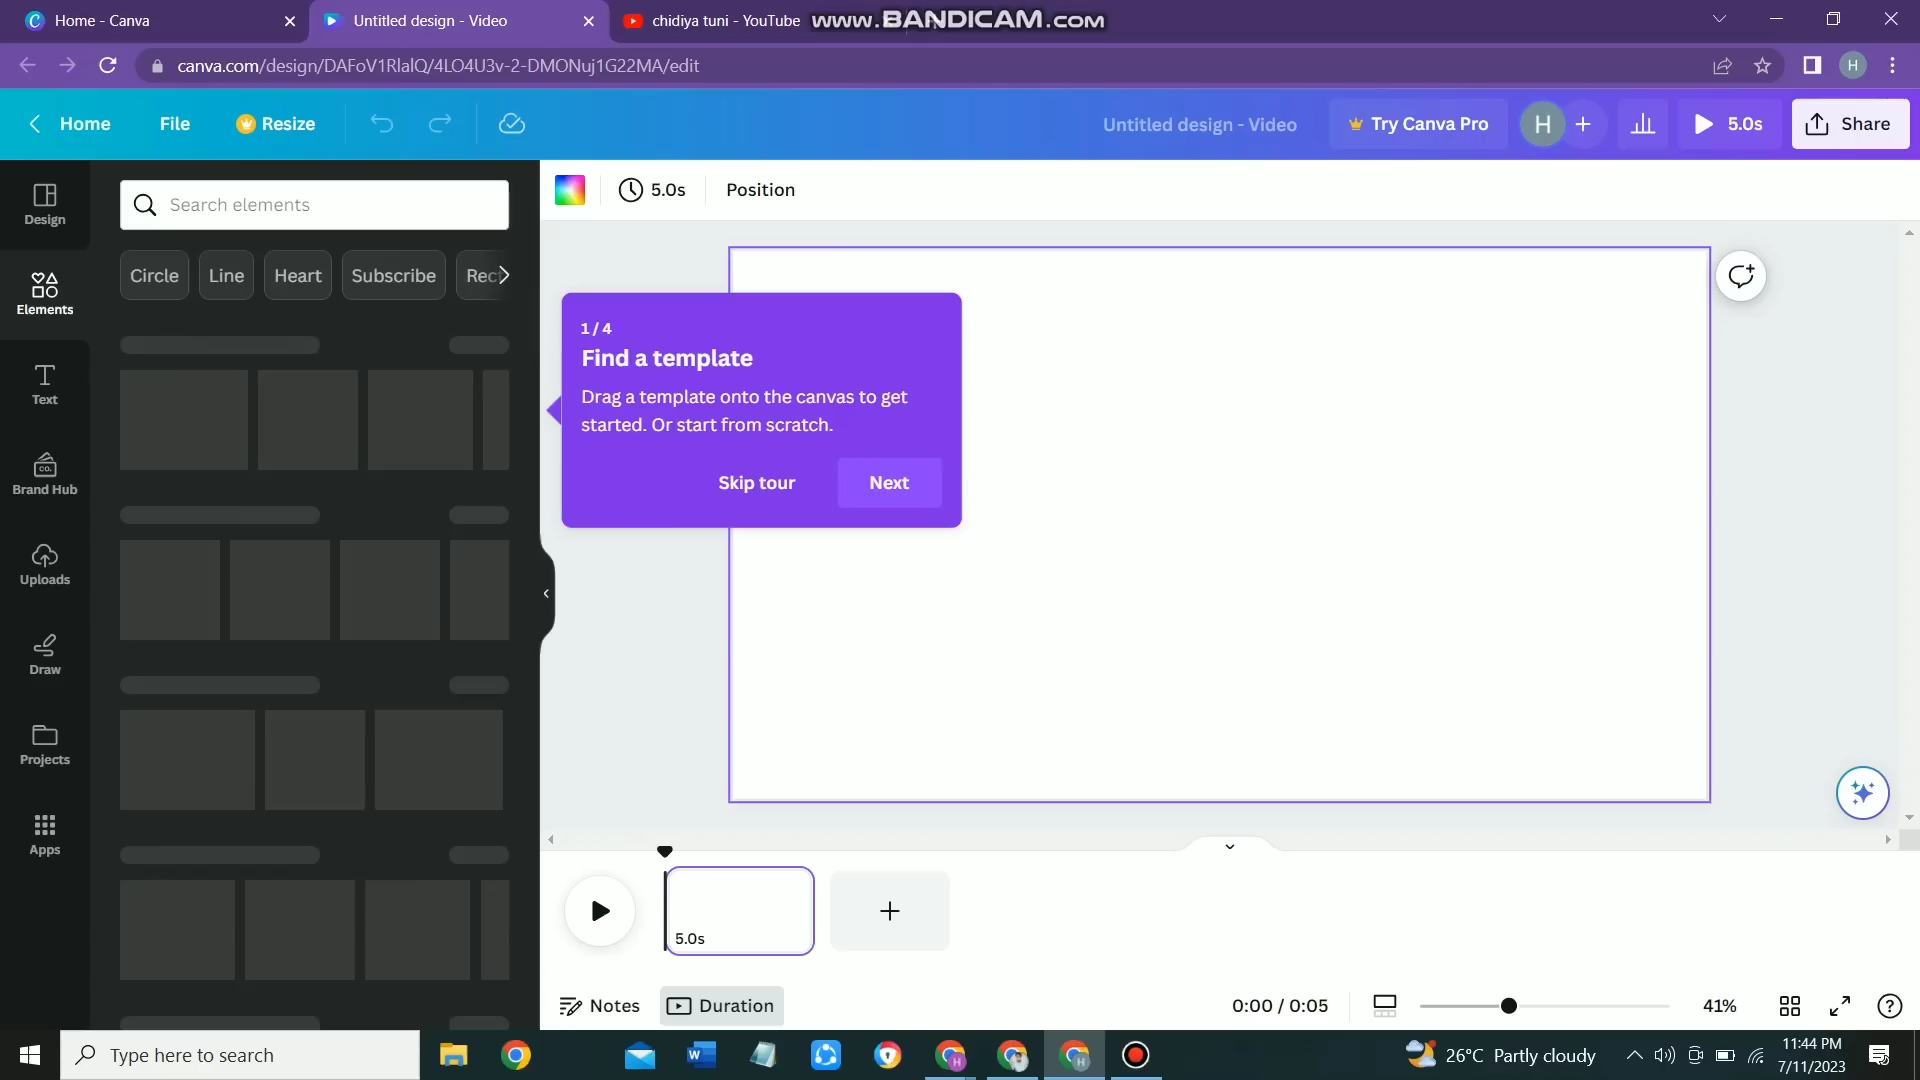 Home - Canva
Untitled design - Video
chidiya tuni - YouTube
www.BANDICAM.com
canva.com/design/DAFoV1RlalQ/4LO4U3v-2-DMONuj1G22MA/edit
H
Home
File
Resize
Untitled design - Video
Try Canva Pro
H
5.0s
Share
Design
Elements
Text
Brand Hub
CO.
Uploads
Draw
Projects
Apps
Search elements
Circle
Line
Heart
Subscribe
Rect
5.0s
Position
1 / 4
Find a template
Drag a template onto the canvas to get
started. Or start from scratch.
Skip tour
Next
5.0s
Notes
Duration
0:00 / 0:05
41%
Type here to search
26°C Partly cloudy
11:44 PM
7/11/2023